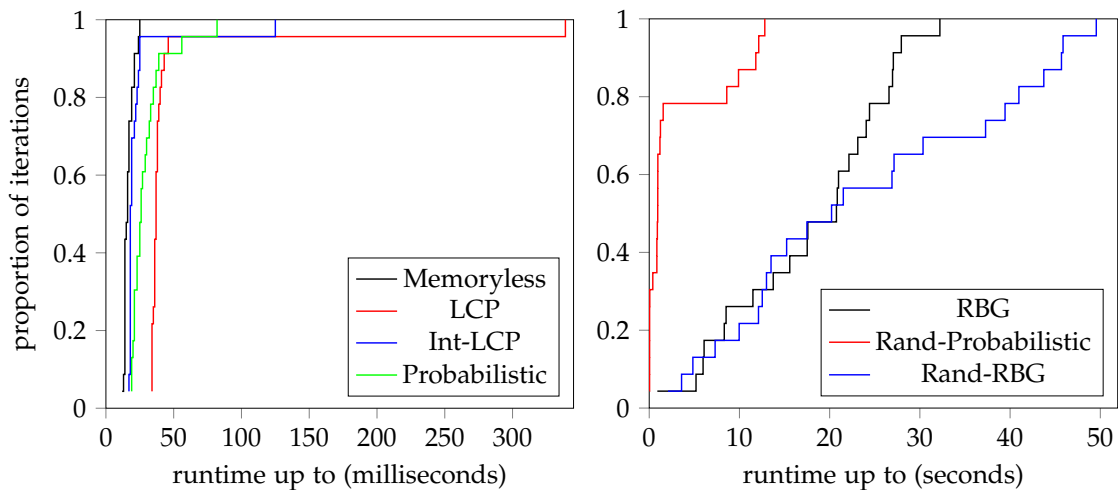 proportion of iterations
1
0.8
0.6
0.4
0.2
0
0
50
100
150
200
250
300
runtime up to (milliseconds)
Memoryless
LCP
Int-LCP
Probabilistic
1
0.8
0.6
0.4
0.2
0
0
10
20
30
40
50
runtime up to (seconds)
RBG
Rand-Probabilistic
Rand-RBG